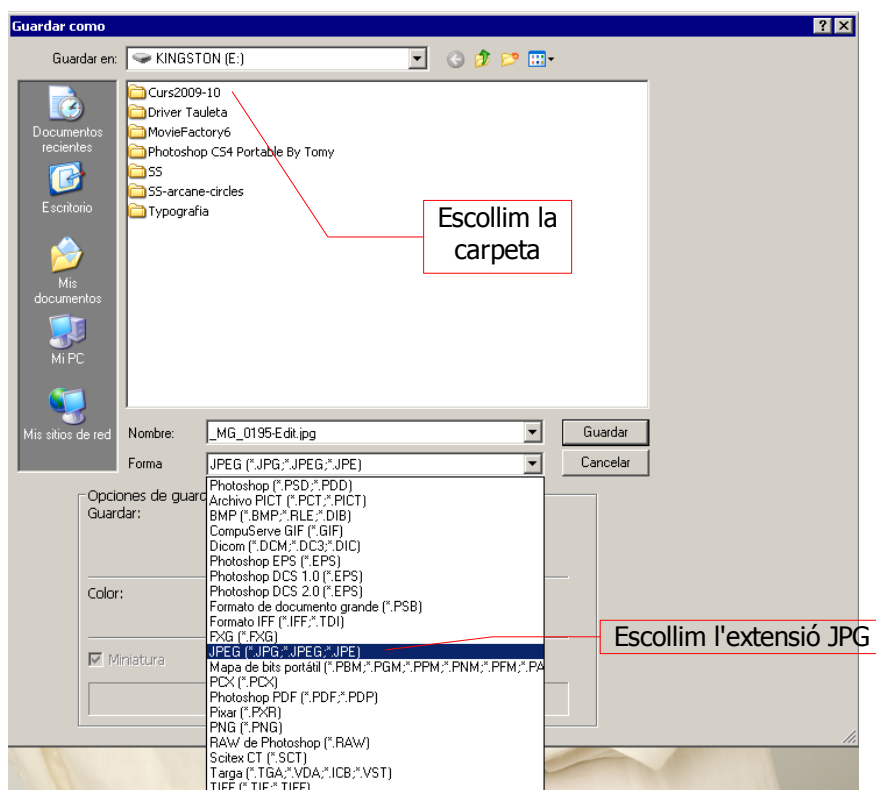 Guardar como
Guardar en:
KINGSTON (E:)
Curs2009-10
Driver Tauleta
MovieFactory6
Photoshop CS4 Portable By Tomy
SS
SS-arcane-circles
Typografia
Documentos
recientes
Escritorio
Mis
documentos
Mi PC
Mis sitios de red
Escollim la
carpeta
Nombre:
_MG_0195-Edit.jpg
Guardar
Forma
JPEG (*.JPG;*.JPEG;*.JPE)
Cancelar
Opciones de guard
Guardar:
Color:
Miniatura
Photoshop (*.PSD;*.PDD)
Archivo PICT (*.PCT;*.PICT)
BMP (*.BMP;*.RLE;*.DIB)
CompuServe GIF (*.GIF)
Dicom (*.DCM;*.DC3;*.DIC)
Photoshop EPS (*.EPS)
Photoshop DCS 1.0 (*.EPS)
Photoshop DCS 2.0 (*.EPS)
Formato de documento grande (*.PSB)
Formato IFF (*.IFF;*.TDI)
FXG (*.FXG)
JPEG (*.JPG;*.JPEG;*.JPE)
Mapa de bits portátil (*.PBM;*.PGM;*.PPM;*.PNM;*.PFM;*.PA
PCX (*.PCX)
Photoshop PDF (*.PDF;*.PDP)
Pixar (*.PXR)
PNG (*.PNG)
RAW de Photoshop (*.RAW)
Scitex CT (*.SCT)
Targa (*.TGA;*.VDA;*.ICB;*.VST)
TIFF (*.TIF;*.TIFF)
Escollim l'extensió JPG